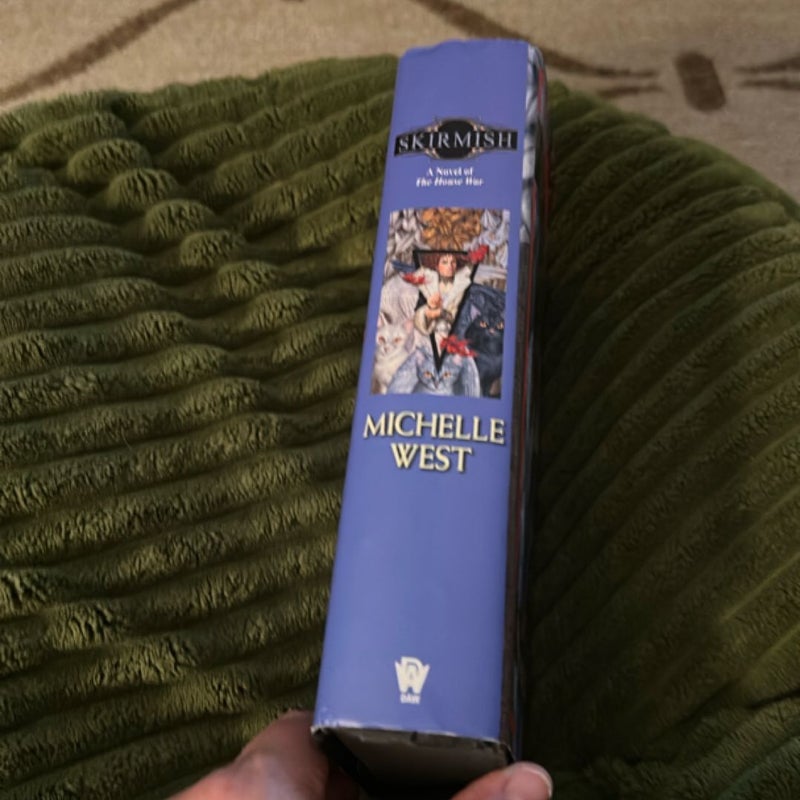 SKIRMISH
A Novel of
The House War
MICHELLE
WEST
DAW